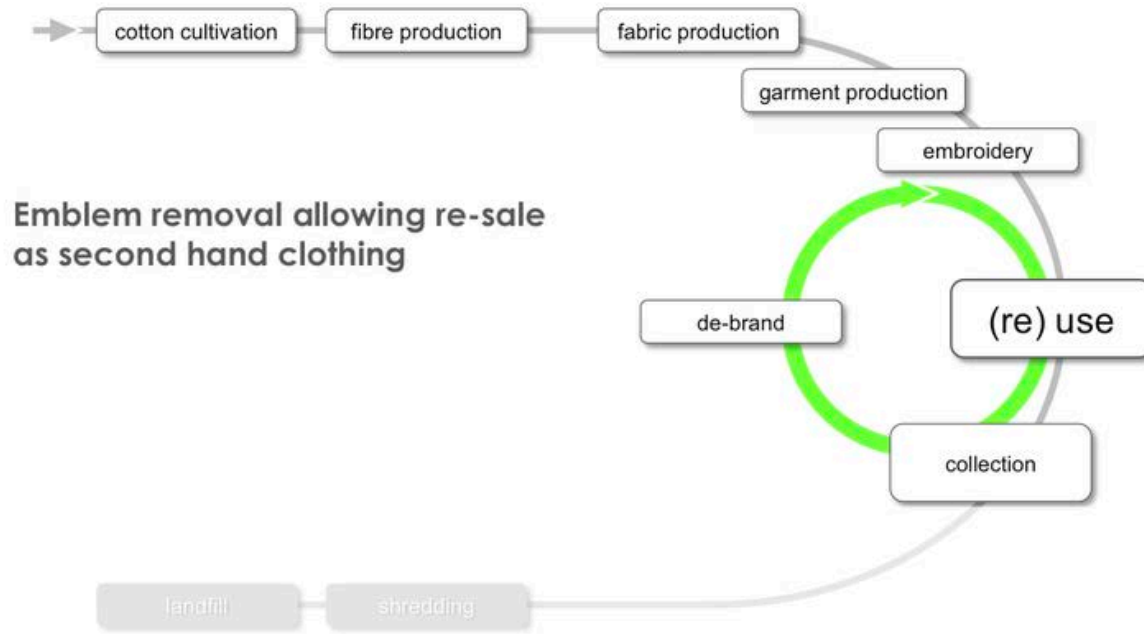 cotton cultivation
fibre production
fabric production
garment production
embroidery
Emblem removal allowing re-sale
as second hand clothing
de-brand
(re) use
collection
landfill
shredding